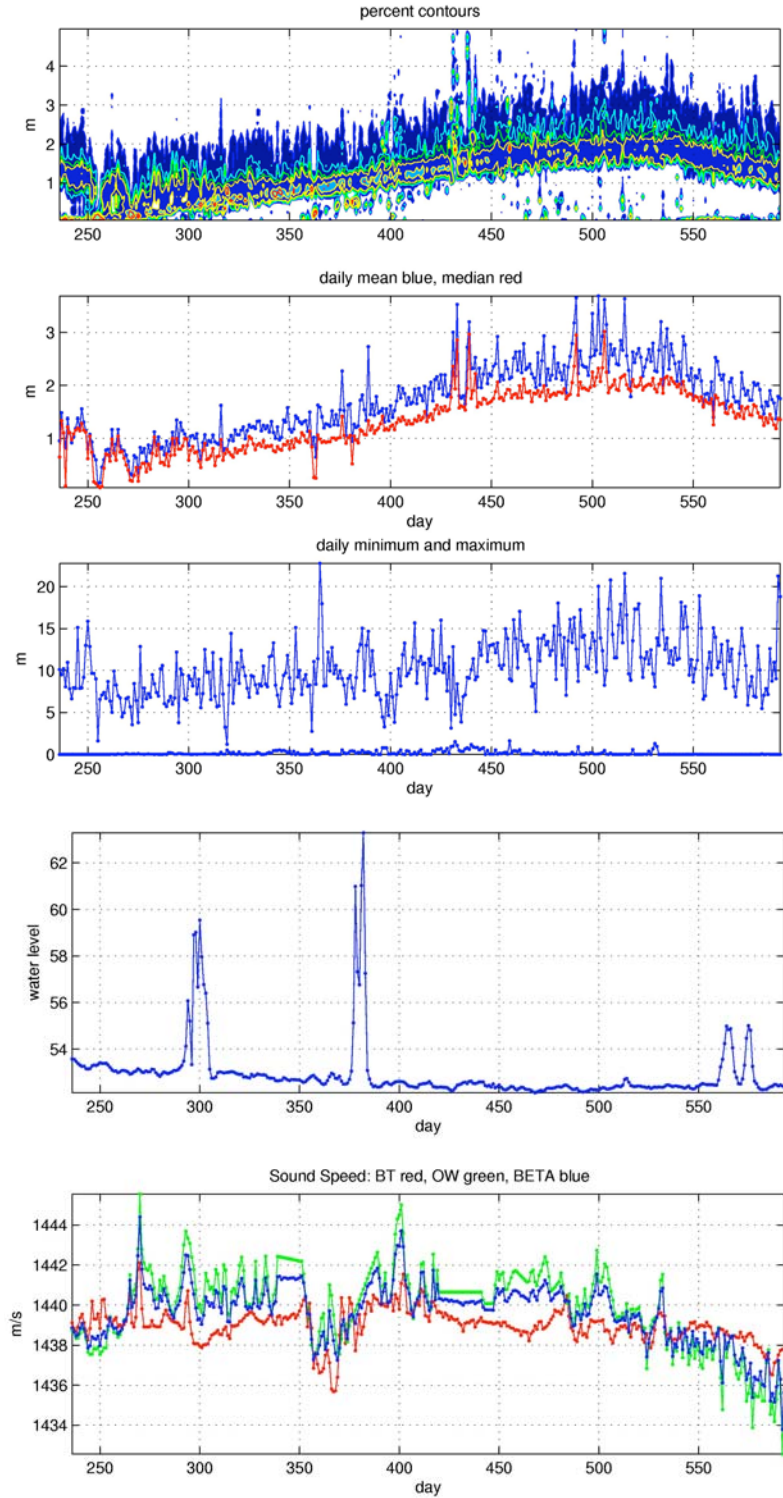 percent contours
4
3
2
1
m
250 300 350 400 450 500 550
daily mean blue, median red
3
2
1
m
250 300 350 400 450 500 550
day
daily minimum and maximum
20
15
10
5
0
m
250 300 350 400 450 500 550
day
62
60
58
56
54
water level
250 300 350 400 450 500 550
day
Sound Speed: BT red, OW green, BETA blue
1444
1442
1440
1438
1436
1434
m/s
250 300 350 400 450 500 550
day